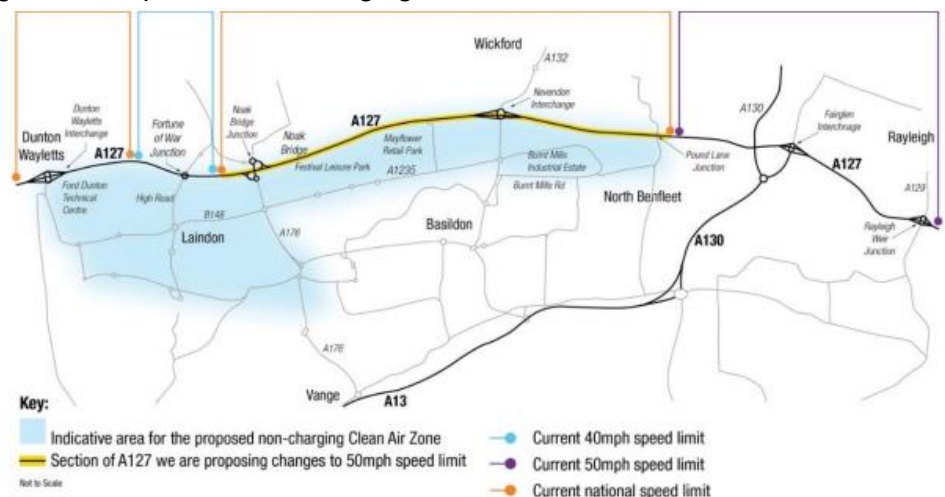 Wickford
A132
Nevendon
Interchange
Dunton
Wayletts
Interchange
Fortune
of War
Junction
Noak
Bridge
Junction
Noak
Bridge
A127
Mayflower
Retail Park
A130
Fairglen
Interchnage
Rayleigh
Dunton
Wayletts
A127
Festival Leisure Park
A1235
Burnt Mills
Industrial Estate
Burnt Mills Rd
Pound Lane
Junction
A127
A129
Ford Dunton
Technical
Centre
High Road
B148
Laindon
A176
Basildon
North Benfleet
A130
Rayleigh
Weir
Junction
A176
Vange
A13
Key:
Indicative area for the proposed non-charging Clean Air Zone
Section of A127 we are proposing changes to 50mph speed limit
Not to Scale
Current 40mph speed limit
Current 50mph speed limit
Current national speed limit